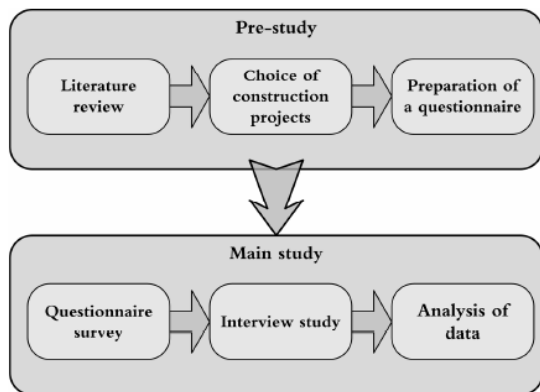 Pre-study
Literature
review
Choice of
construction
projects
Preparation of
a questionnaire
Main study
Questionnaire
survey
Interview study
Analysis of
data